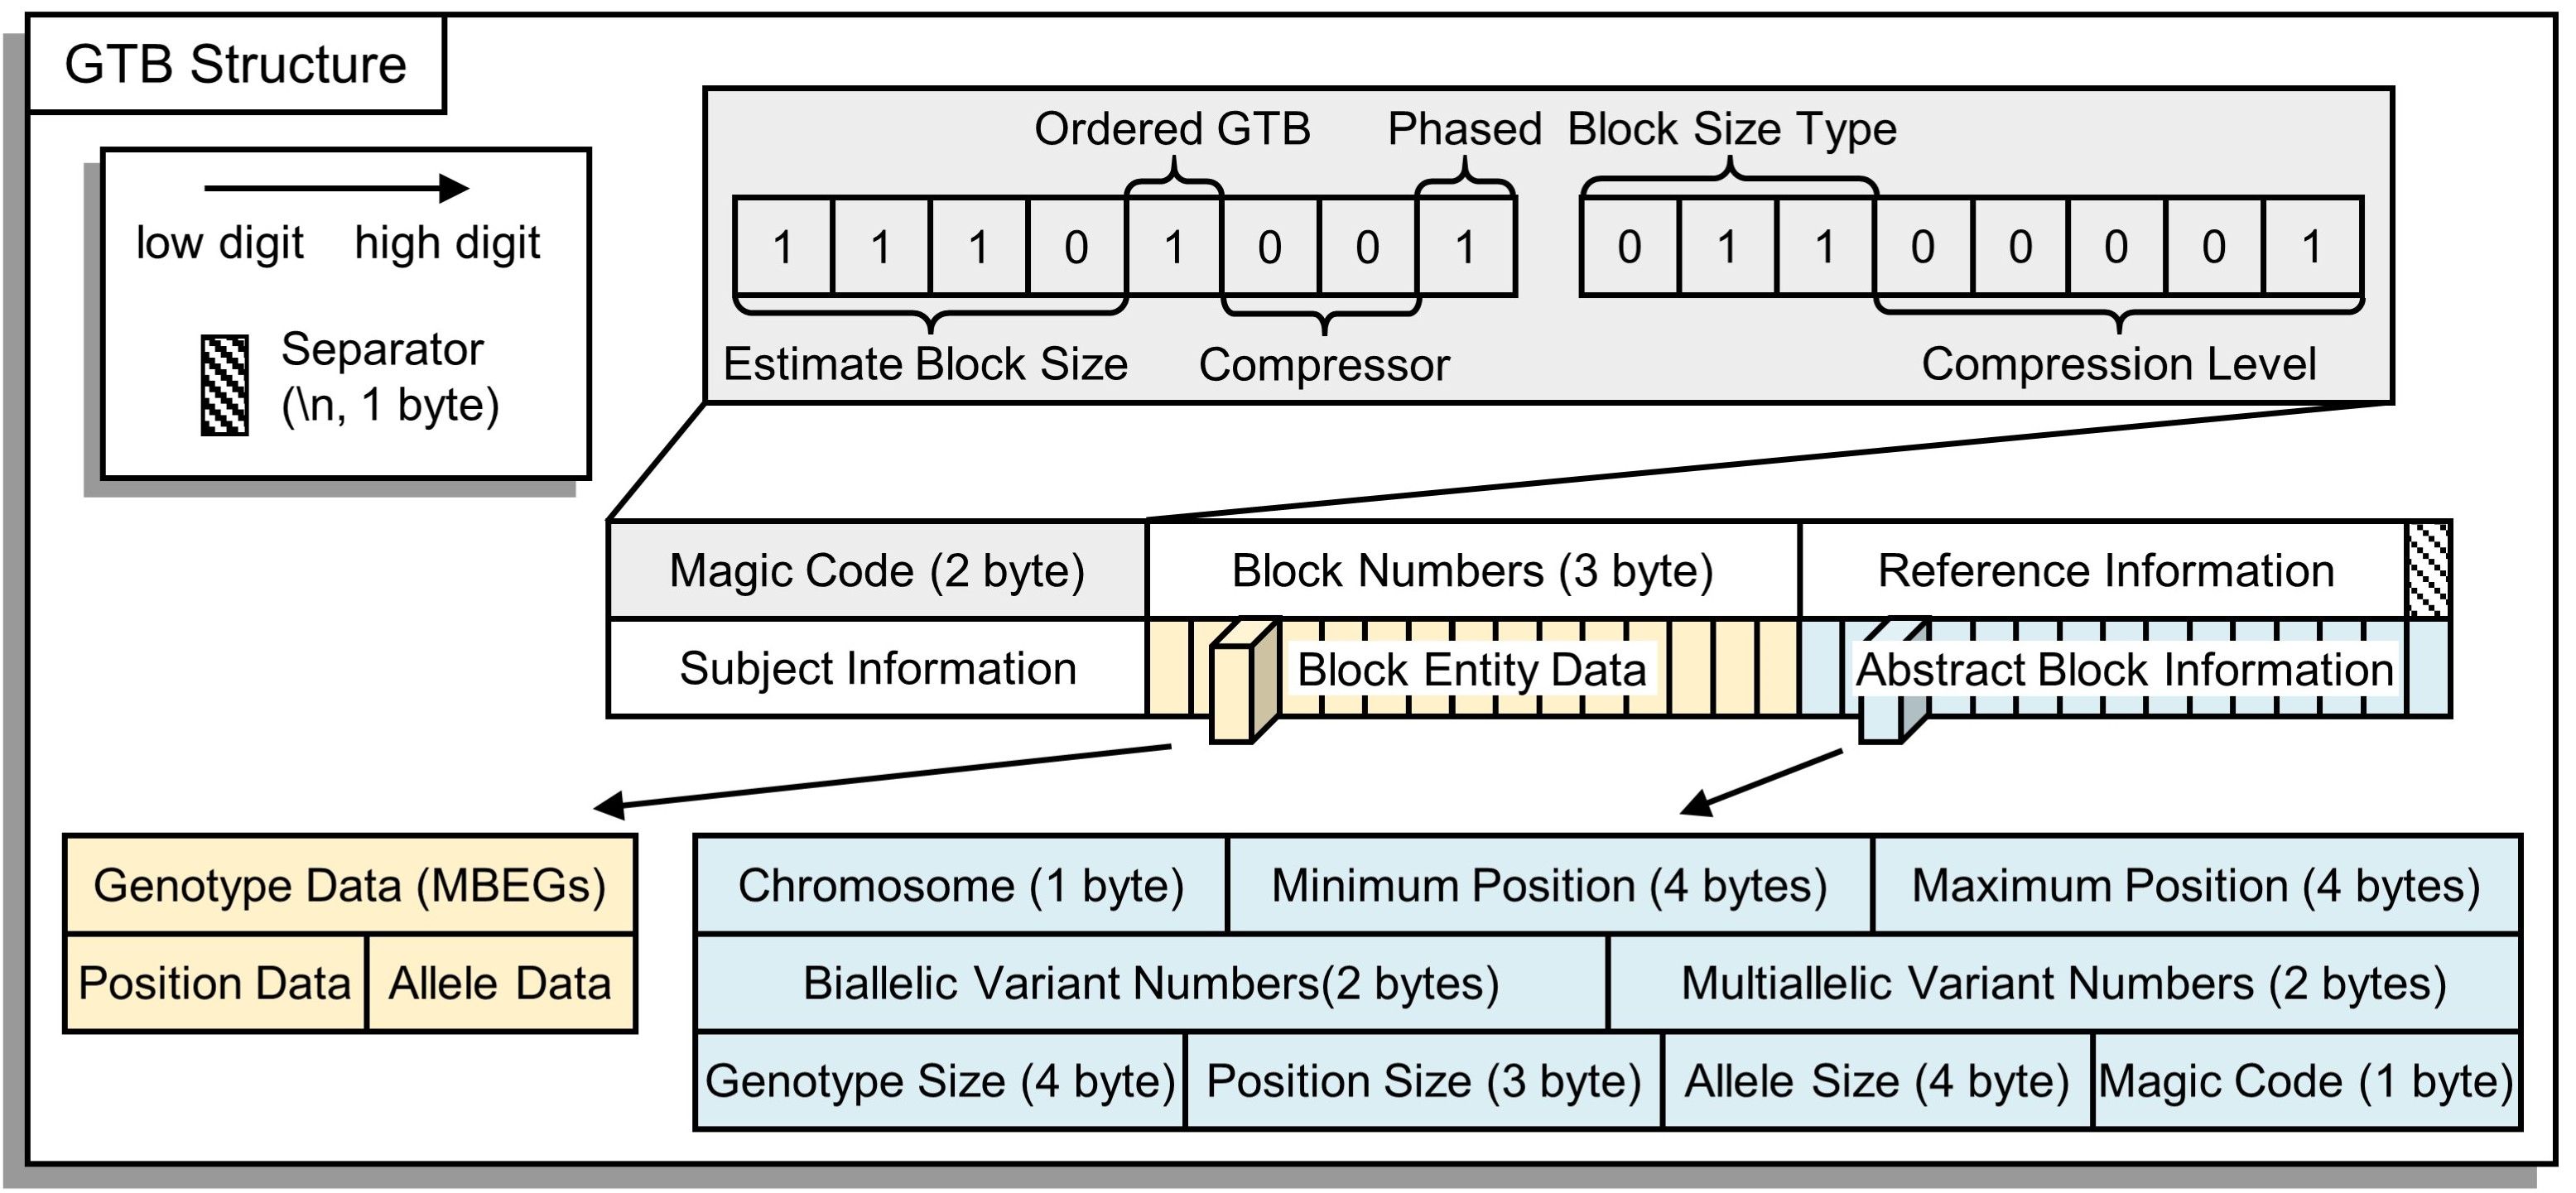 GTB Structure
low digit high digit
Separator
(\n, 1 byte)
Ordered GTB Phased Block Size Type
1 1 1 0 1 0 0 1 0 1 1 0 0 0 0 1
Estimate Block Size Compressor Compression Level
Magic Code (2 byte) Block Numbers (3 byte) Reference Information
Subject Information Block Entity Data Abstract Block Information
Genotype Data (MBEGs)
Position Data Allele Data
Chromosome (1 byte) Minimum Position (4 bytes) Maximum Position (4 bytes)
Biallelic Variant Numbers(2 bytes) Multiallelic Variant Numbers (2 bytes)
Genotype Size (4 byte) Position Size (3 byte) Allele Size (4 byte) Magic Code (1 byte)